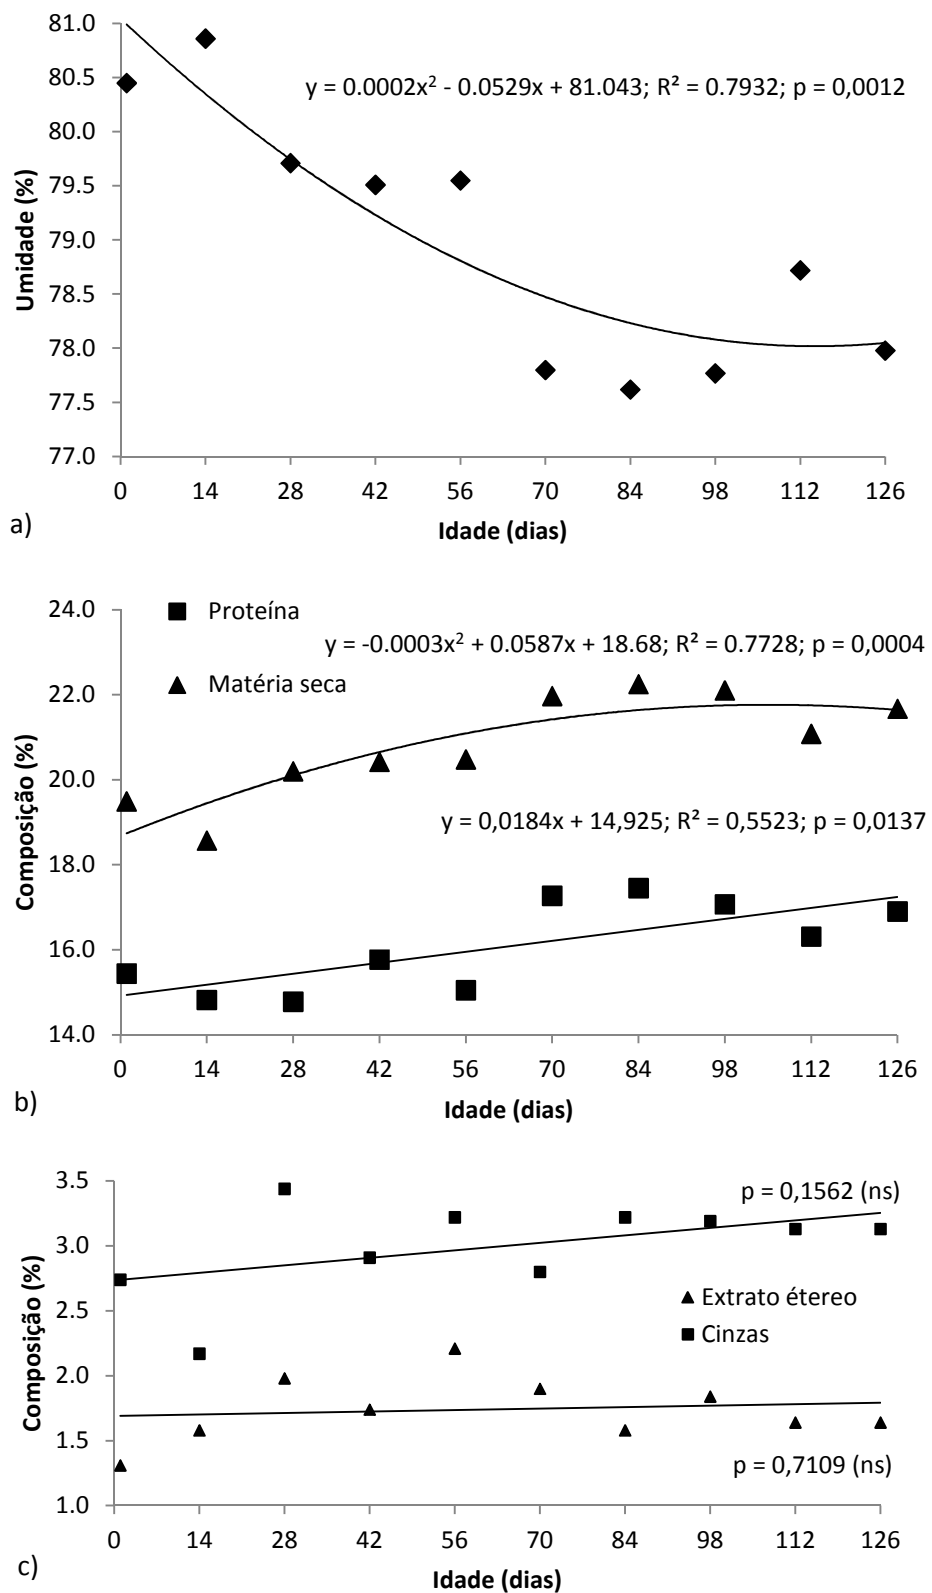 81.0
y = 0.0002x² - 0.0529x + 81.043; R² = 0.7932; p = 0,0012
80.5
80.0
79.5
79.0
78.5
78.0
77.5
77.0
Umidade (%)
0 14 28 42 56 70 84 98 112 126
a)
Idade (dias)
24.0
Proteína
y = -0.0003x² + 0.0587x + 18.68; R² = 0.7728; p = 0,0004
Matéria seca
22.0
20.0
y = 0,0184x + 14,925; R² = 0,5523; p = 0,0137
18.0
16.0
14.0
Composição (%)
0 14 28 42 56 70 84 98 112 126
b)
Idade (dias)
3.5
p = 0,1562 (ns)
3.0
Extrato étereo
Cinzas
2.5
2.0
1.5
p = 0,7109 (ns)
1.0
Composição (%)
0 14 28 42 56 70 84 98 112 126
c)
Idade (dias)